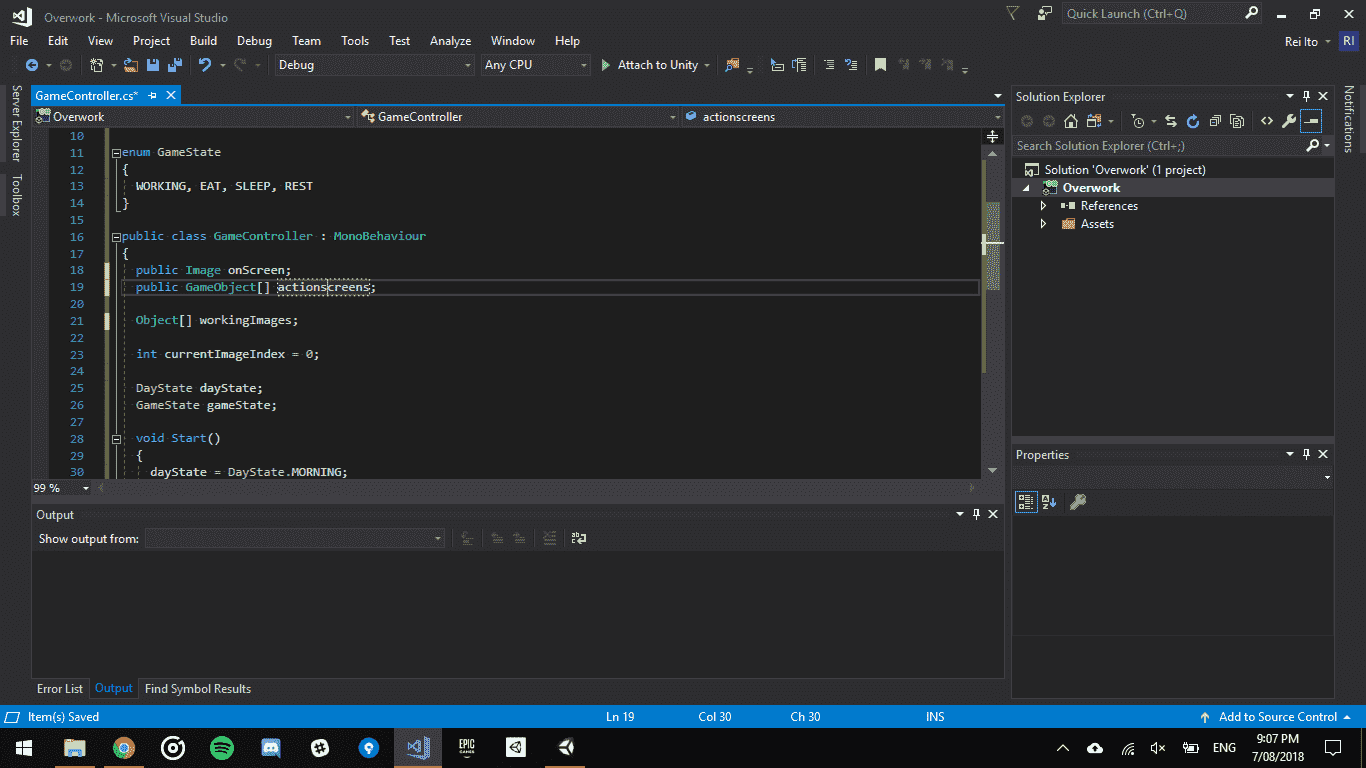 Overwork - Microsoft Visual Studio
Quick Launch (Ctrl+Q)
File Edit View Project Build Debug Team Tools Test Analyze Window Help
Rei Ito RI
Debug Any CPU Attach to Unity
Server Explorer
Toolbox
GameController.cs*
Overwork GameController actionscreens
10
11 enum GameState
12 {
13 WORKING, EAT, SLEEP, REST
14 }
15
16 public class GameController : MonoBehaviour
17 {
18 public Image onScreen;
19 public GameObject[] actionscreens;
20
21 Object[] workingImages;
22
23 int currentImageIndex = 0;
24
25 DayState dayState;
26 GameState gameState;
27
28 void Start()
29 {
30 dayState = DayState.MORNING;
99 %
Output
Show output from:
Error List Output Find Symbol Results
Solution Explorer
Search Solution Explorer (Ctrl+;)
Solution 'Overwork' (1 project)
Overwork
References
Assets
Properties
Notifications
Item(s) Saved Ln 19 Col 30 Ch 30 INS Add to Source Control
EPIC
GAMES
ENG
9:07 PM
7/08/2018